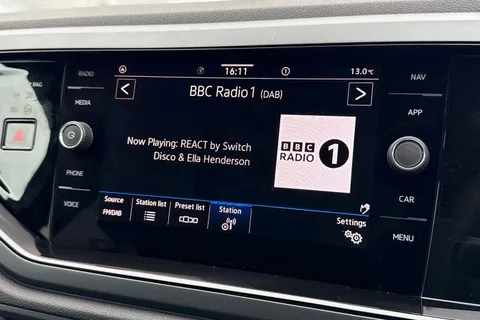 RADIO
16:11
13.0°C
NAV
BBC Radio 1 (DAB)
BAG
MEDIA
APP
Now Playing: REACT by Switch
Disco & Ella Henderson
BBC
RADIO
1
PHONE
Source
Station list
Preset list
Station
CAR
VOICE
FM/DAB
Settings
MENU